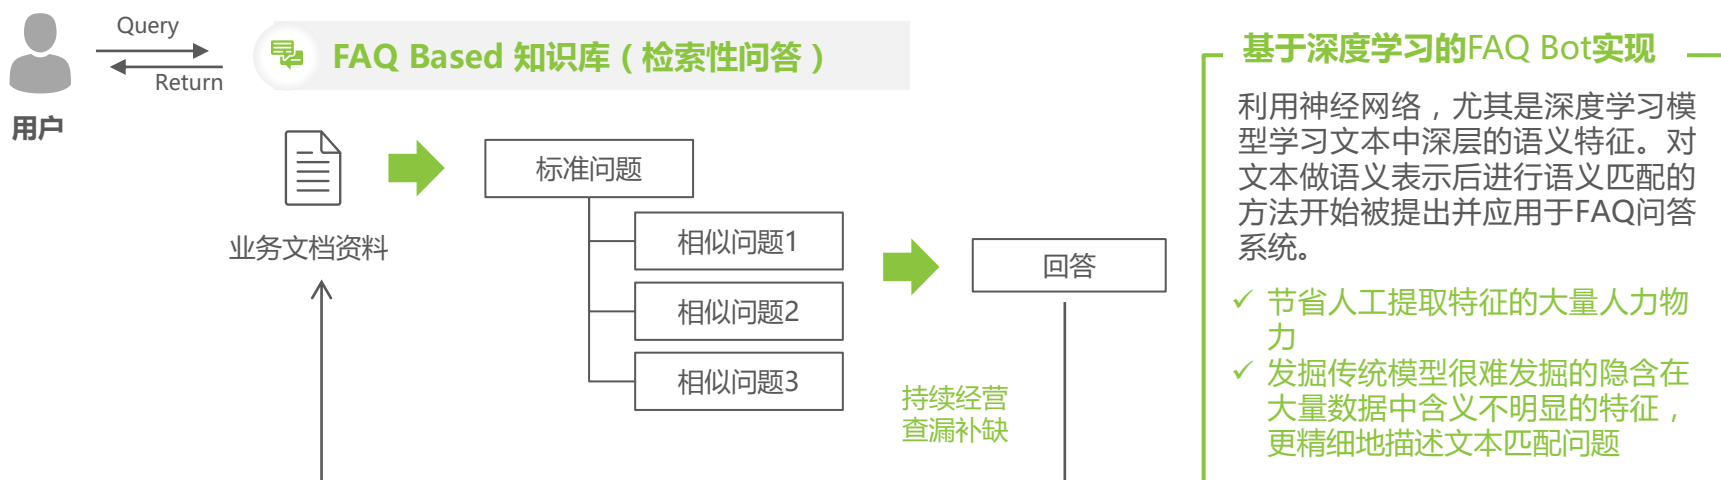 Query
Return
用户
FAQ Based 知识库（检索性问答）
业务文档资料
标准问题
相似问题1
相似问题2
相似问题3
回答
持续经营
查漏补缺
基于深度学习的FAQ Bot实现
利用神经网络，尤其是深度学习模
型学习文本中深层的语义特征。对
文本做语义表示后进行语义匹配的
方法开始被提出并应用于FAQ问答
系统。
✓ 节省人工提取特征的大量人力物
力
✓ 发掘传统模型很难发掘的隐含在
大量数据中含义不明显的特征，
更精细地描述文本匹配问题